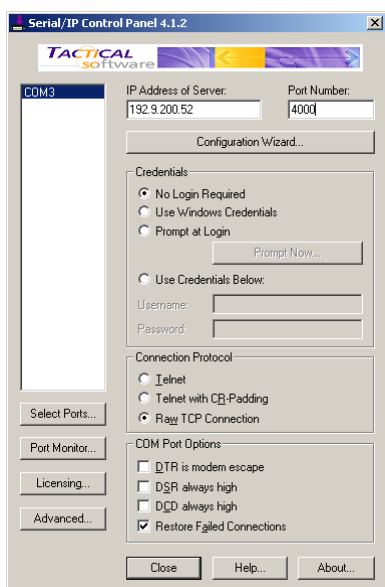 Serial/IP Control Panel 4.1.2
TACTICAL
software
COM3
IP Address of Server:
Port Number:
192.9.200.52
4000
Configuration Wizard...
Credentials
No Login Required
Use Windows Credentials
Prompt at Login
Prompt Now...
Use Credentials Below:
Username:
Password:
Connection Protocol
Telnet
Telnet with CR-Padding
Raw TCP Connection
Select Ports...
Port Monitor...
Licensing...
Advanced...
COM Port Options
DTR is modem escape
DSR always high
DCD always high
Restore Failed Connections
Close
Help...
About...